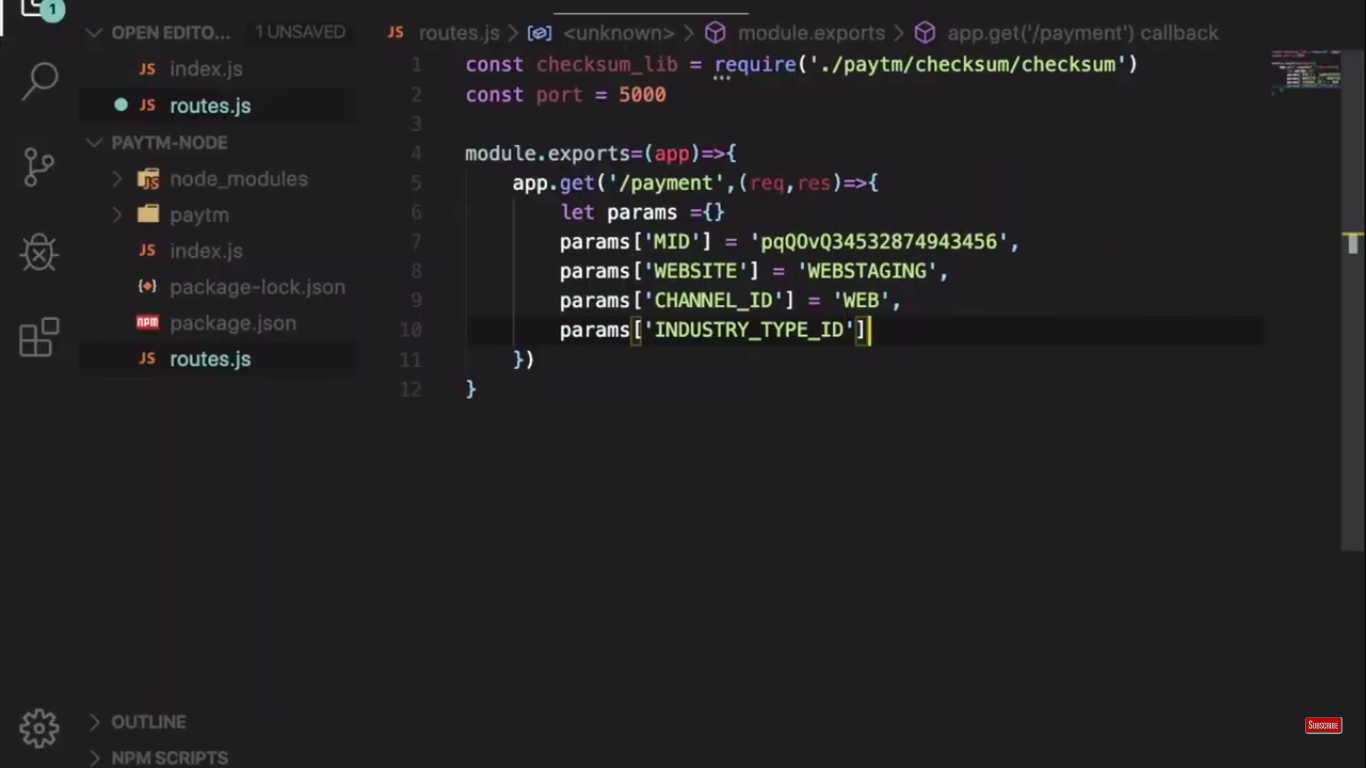 1
OPEN EDITO... 1 UNSAVED
JS index.js
JS routes.js
PAYTM-NODE
JS node_modules
paytm
JS index.js
package-lock.json
npm package.json
JS routes.js
OUTLINE
NPM SCRIPTS
JS routes.js > <unknown> > module.exports > app.get('/payment') callback
1 const checksum_lib = require('./paytm/checksum/checksum')
2 const port = 5000
3
4 module.exports=(app)=>{
5 app.get('/payment',(req,res)=>{
6 let params ={}
7 params['MID'] = 'pqQOvQ34532874943456',
8 params['WEBSITE'] = 'WEBSTAGING',
9 params['CHANNEL_ID'] = 'WEB',
10 params['INDUSTRY_TYPE_ID']
11 })
12 }
SUBSCRIBE